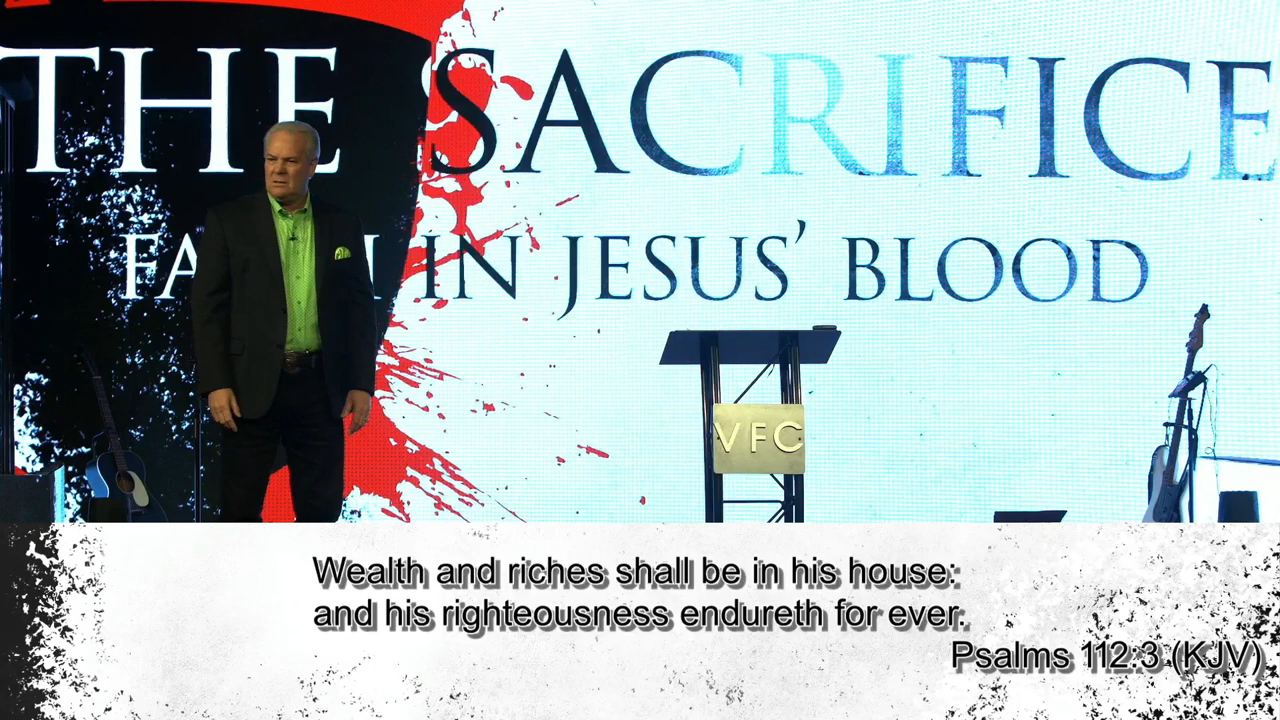 THE SACRIFICE
IN JESUS' BLOOD
VFC
Wealth and riches shall be in his house:
and his righteousness endureth for ever.
Psalms 112:3 (KJV)